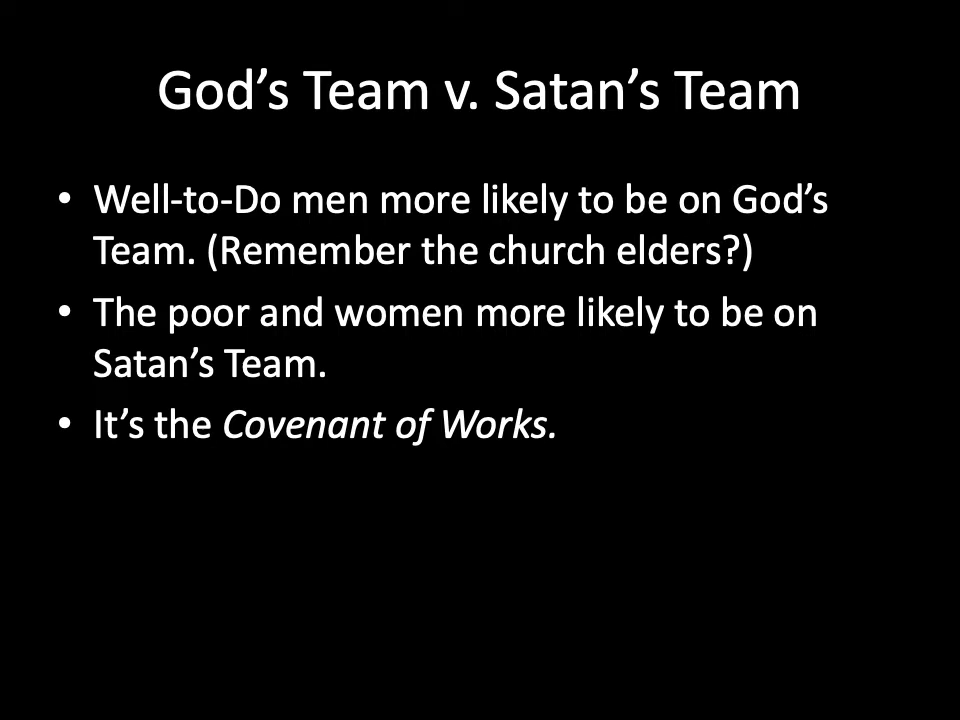 God’s Team v. Satan’s Team
• Well-to-Do men more likely to be on God’s
Team. (Remember the church elders?)
• The poor and women more likely to be on
Satan’s Team.
• It’s the Covenant of Works.